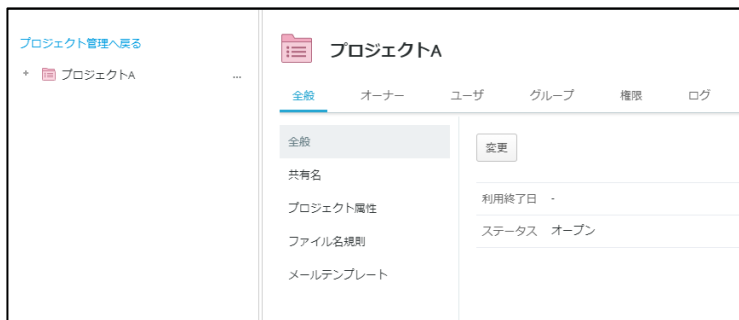 プロジェクト管理へ戻る
+ プロジェクトA ...
プロジェクトA
全般 オーナー ユーザ グループ 権限 ログ
全般
共有名
プロジェクト属性
ファイル名規則
メールテンプレート
変更
利用終了日 -
ステータス オープン